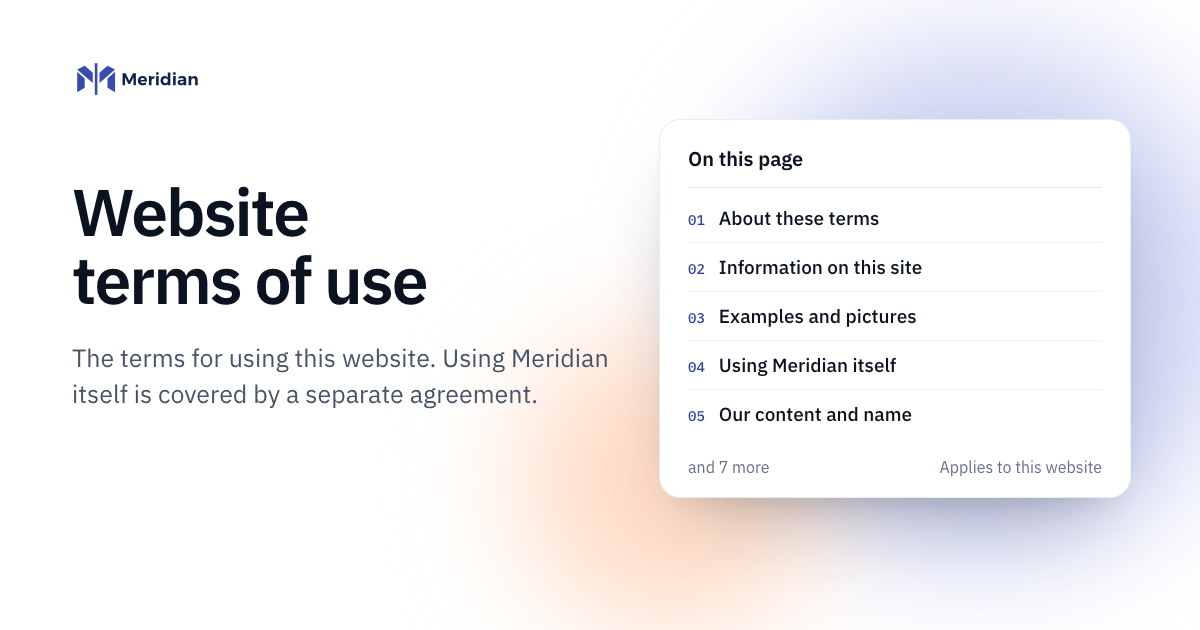 Meridian
Website
terms of use
The terms for using this website. Using Meridian
itself is covered by a separate agreement.
On this page
01 About these terms
02 Information on this site
03 Examples and pictures
04 Using Meridian itself
05 Our content and name
and 7 more
Applies to this website